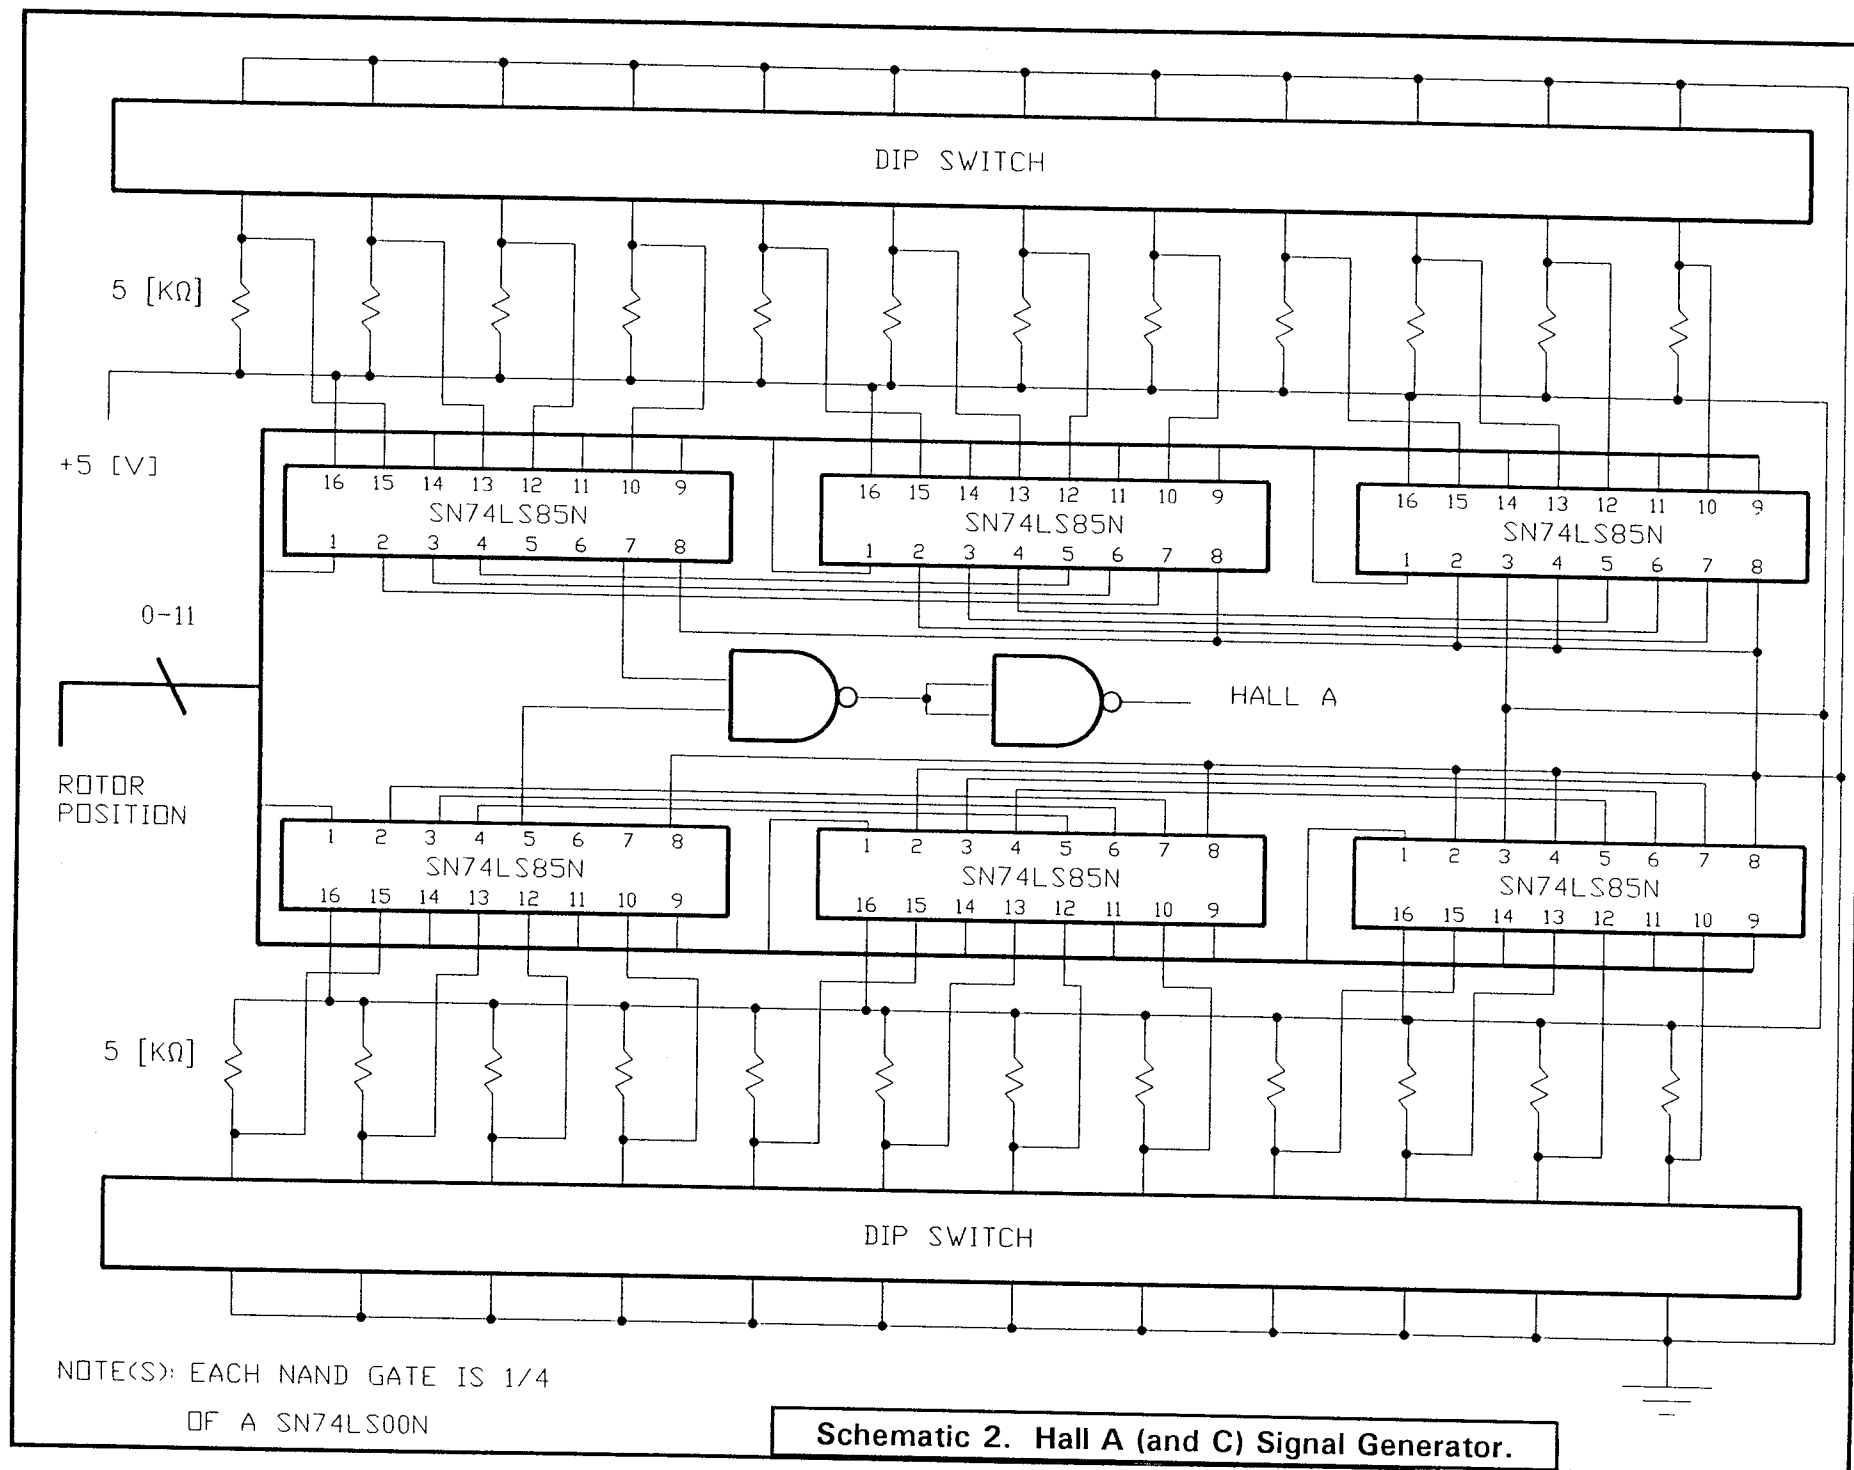 DIP SWITCH
5 [KΩ]
+5 [V]
16 15 14 13 12 11 10 9
SN74LS85N
1 2 3 4 5 6 7 8
16 15 14 13 12 11 10 9
SN74LS85N
1 2 3 4 5 6 7 8
16 15 14 13 12 11 10 9
SN74LS85N
1 2 3 4 5 6 7 8
0-11
HALL A
ROTOR
POSITION
1 2 3 4 5 6 7 8
SN74LS85N
16 15 14 13 12 11 10 9
1 2 3 4 5 6 7 8
SN74LS85N
16 15 14 13 12 11 10 9
1 2 3 4 5 6 7 8
SN74LS85N
16 15 14 13 12 11 10 9
5 [KΩ]
DIP SWITCH
NOTE(S): EACH NAND GATE IS 1/4
OF A SN74LS00N
Schematic 2. Hall A (and C) Signal Generator.